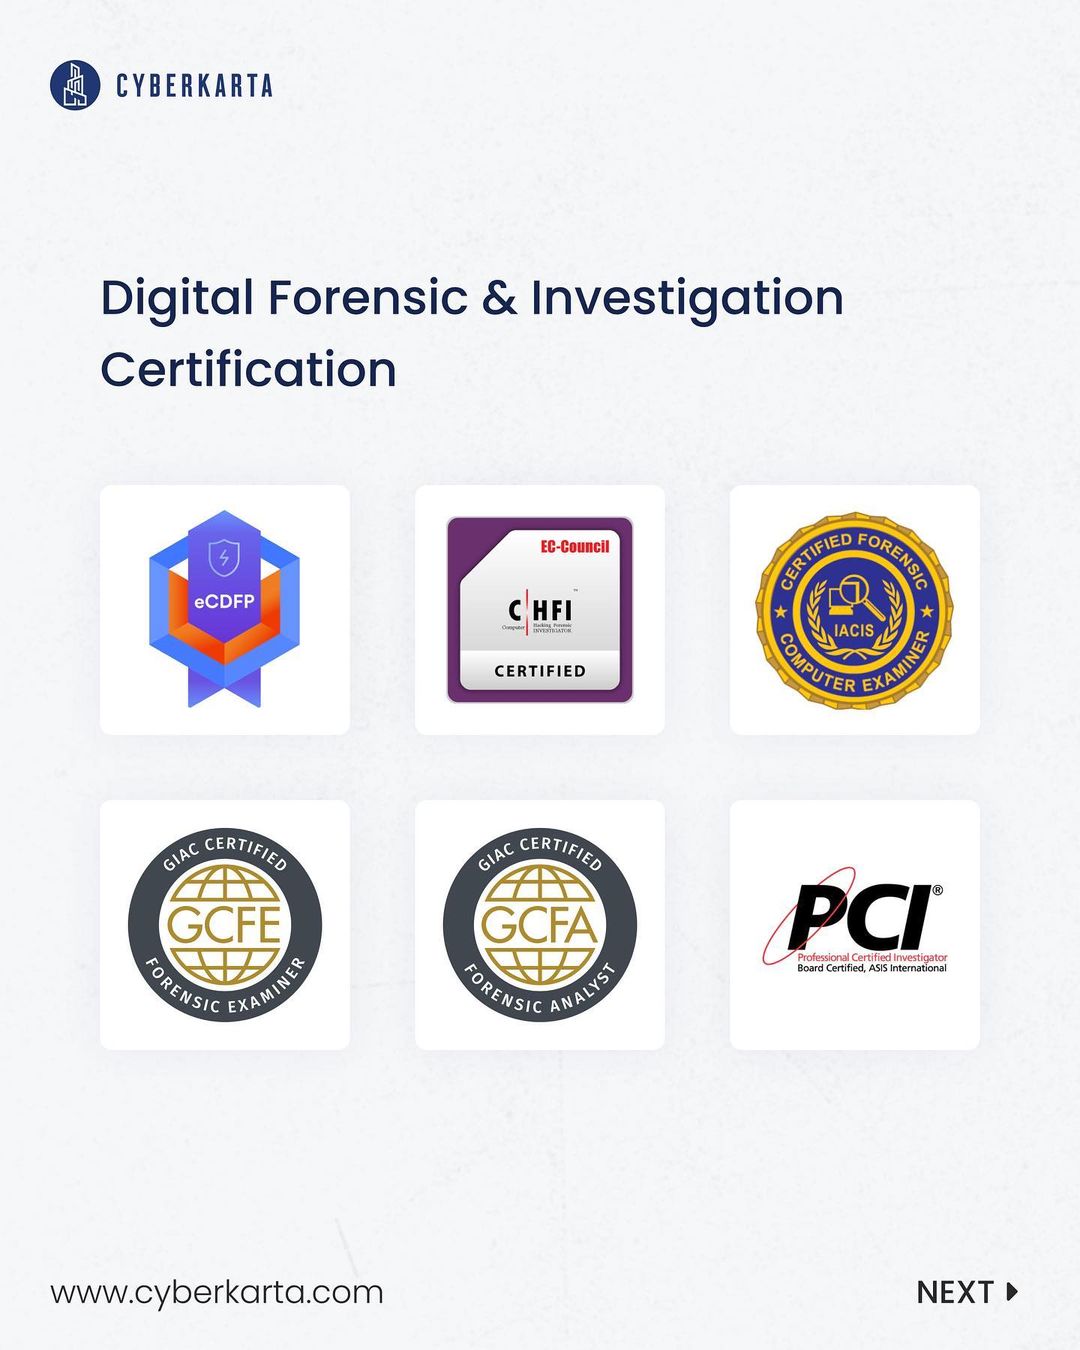 CYBERKARTA
Digital Forensic & Investigation
Certification
eCDFP
EC-Council
CHFI
™
Computer Hacking Forensic
INVESTIGATOR
CERTIFIED
CERTIFIED FORENSIC
IACIS
COMPUTER EXAMINER
GIAC CERTIFIED
GCFE
FORENSIC EXAMINER
GIAC CERTIFIED
GCFA
FORENSIC ANALYST
PCI®
Professional Certified Investigator
Board Certified, ASIS International
www.cyberkarta.com
NEXT